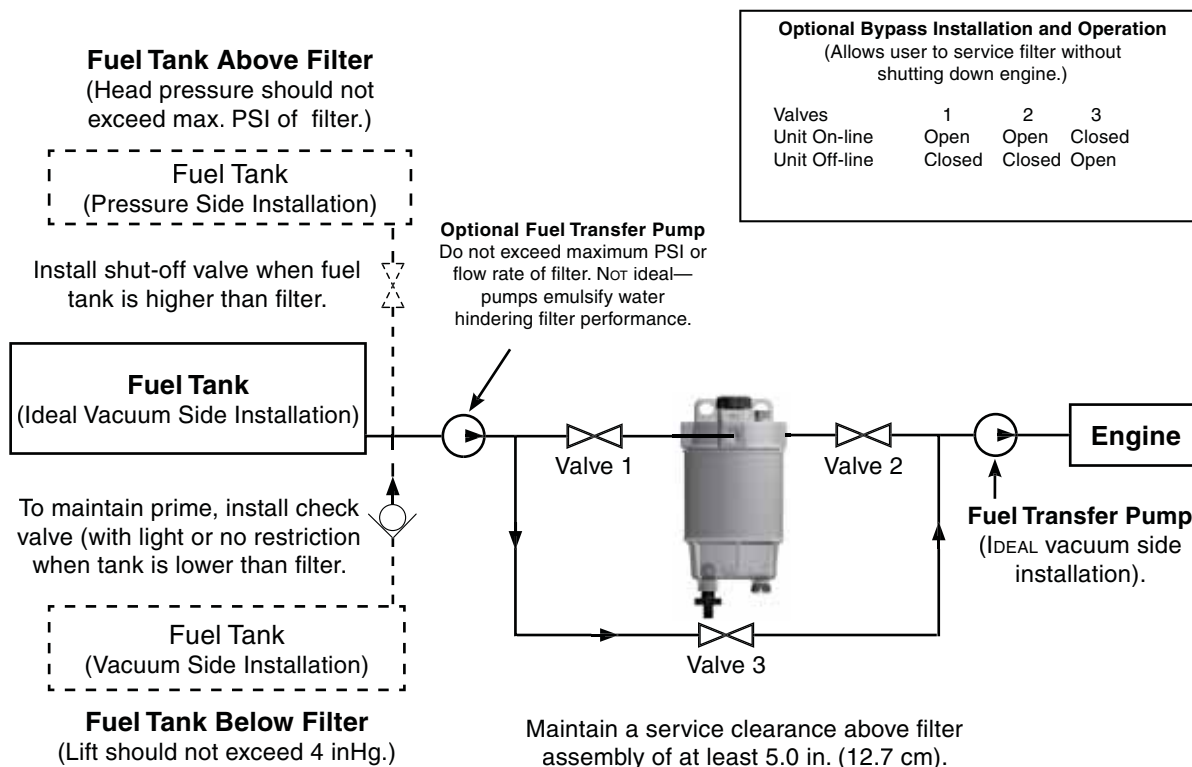 Fuel Tank Above Filter
(Head pressure should not
exceed max. PSI of filter.)
Fuel Tank
(Pressure Side Installation)
Install shut-off valve when fuel
tank is higher than filter.
Fuel Tank
(Ideal Vacuum Side Installation)
To maintain prime, install check
valve (with light or no restriction
when tank is lower than filter.
Fuel Tank
(Vacuum Side Installation)
Fuel Tank Below Filter
(Lift should not exceed 4 inHg.)
Optional Fuel Transfer Pump
Do not exceed maximum PSI or
flow rate of filter. NOT ideal—
pumps emulsify water
hindering filter performance.
Optional Bypass Installation and Operation
(Allows user to service filter without
shutting down engine.)
Valves 1 2 3
Unit On-line Open Open Closed
Unit Off-line Closed Closed Open
Valve 1
Valve 2
Valve 3
Engine
Fuel Transfer Pump
(IDEAL vacuum side
installation).
Maintain a service clearance above filter
assembly of at least 5.0 in. (12.7 cm).